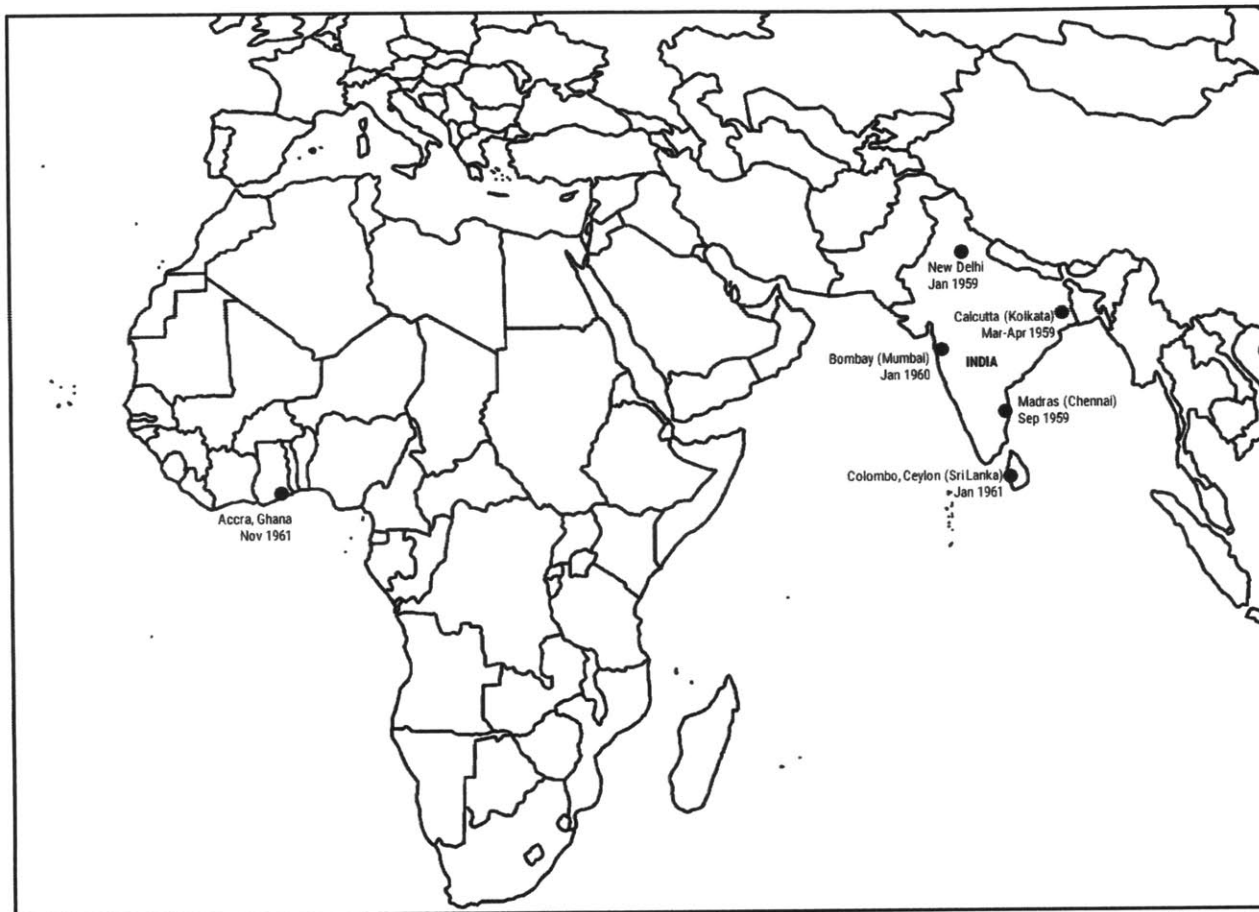 New Delhi
Jan 1959
Calcutta (Kolkata)
Mar-Apr 1959
Bombay (Mumbai)
Jan 1960
INDIA
Madras (Chennai)
Sep 1959
Colombo, Ceylon (Sri Lanka)
Jan 1961
Accra, Ghana
Nov 1961